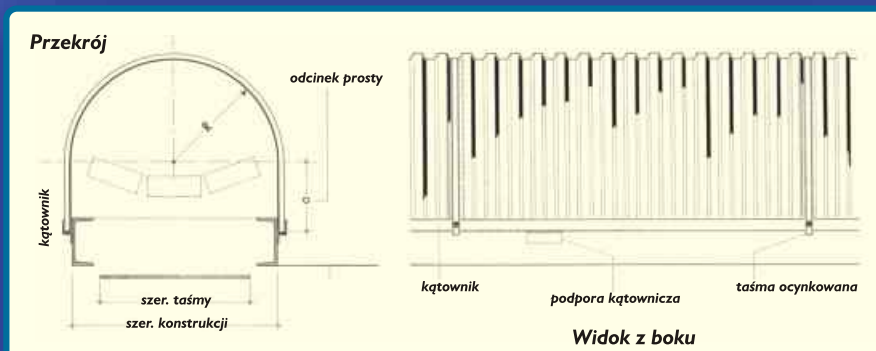 Przekrój
odcinek prosty
R
kątownik
a
szer. taśmy
szer. konstrukcji
kątownik
podpora kątownicza
taśma ocynkowana
Widok z boku